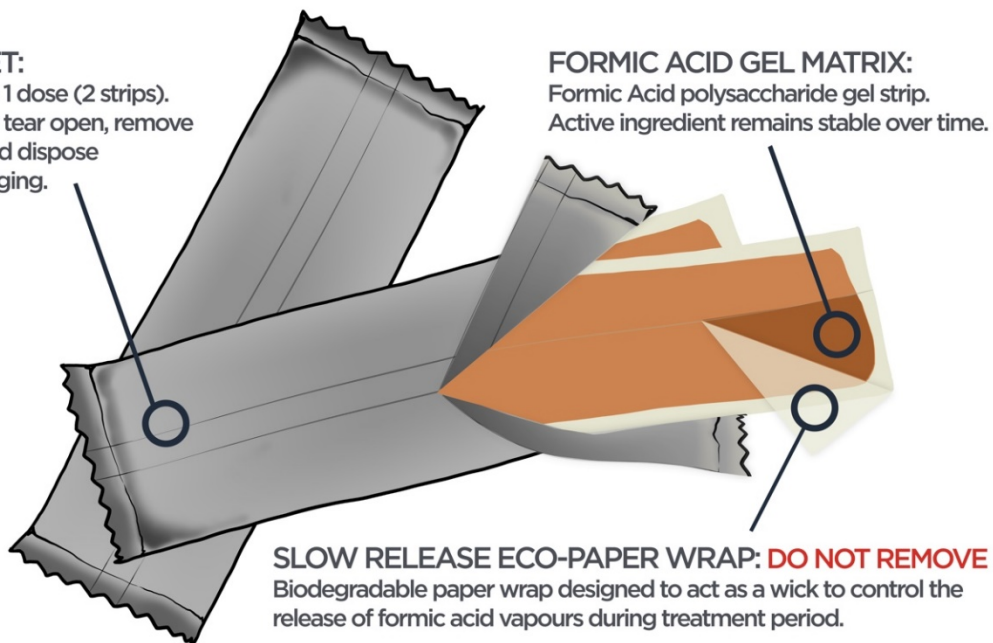 ET:
1 dose (2 strips).
tear open, remove
d dispose
ging.
FORMIC ACID GEL MATRIX:
Formic Acid polysaccharide gel strip.
Active ingredient remains stable over time.
SLOW RELEASE ECO-PAPER WRAP: DO NOT REMOVE
Biodegradable paper wrap designed to act as a wick to control the
release of formic acid vapours during treatment period.